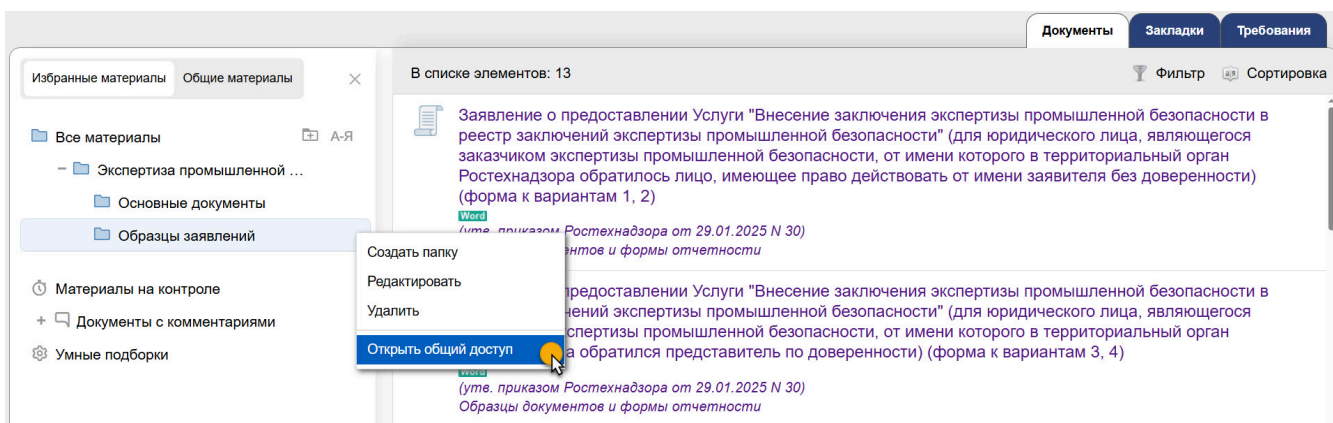 Документы Закладки Требования
Избранные материалы Общие материалы
В списке элементов: 13 Фильтр Сортировка
Все материалы А-Я
Экспертиза промышленной ...
Основные документы
Образцы заявлений
Материалы на контроле
Документы с комментариями
Умные подборки
Создать папку
Редактировать
Удалить
Открыть общий доступ
Заявление о предоставлении Услуги "Внесение заключения экспертизы промышленной безопасности в
реестр заключений экспертизы промышленной безопасности" (для юридического лица, являющегося
заказчиком экспертизы промышленной безопасности, от имени которого в территориальный орган
Ростехнадзора обратилось лицо, имеющее право действовать от имени заявителя без доверенности)
(форма к вариантам 1, 2)
Word
(утв. приказом Ростехнадзора от 29.01.2025 N 30)
и формы отчетности
предоставлении Услуги "Внесение заключения экспертизы промышленной безопасности в
экспертизы промышленной безопасности" (для юридического лица, являющегося
экспертизы промышленной безопасности, от имени которого в территориальный орган
обратился представитель по доверенности) (форма к вариантам 3, 4)
(утв. приказом Ростехнадзора от 29.01.2025 N 30)
Образцы документов и формы отчетности